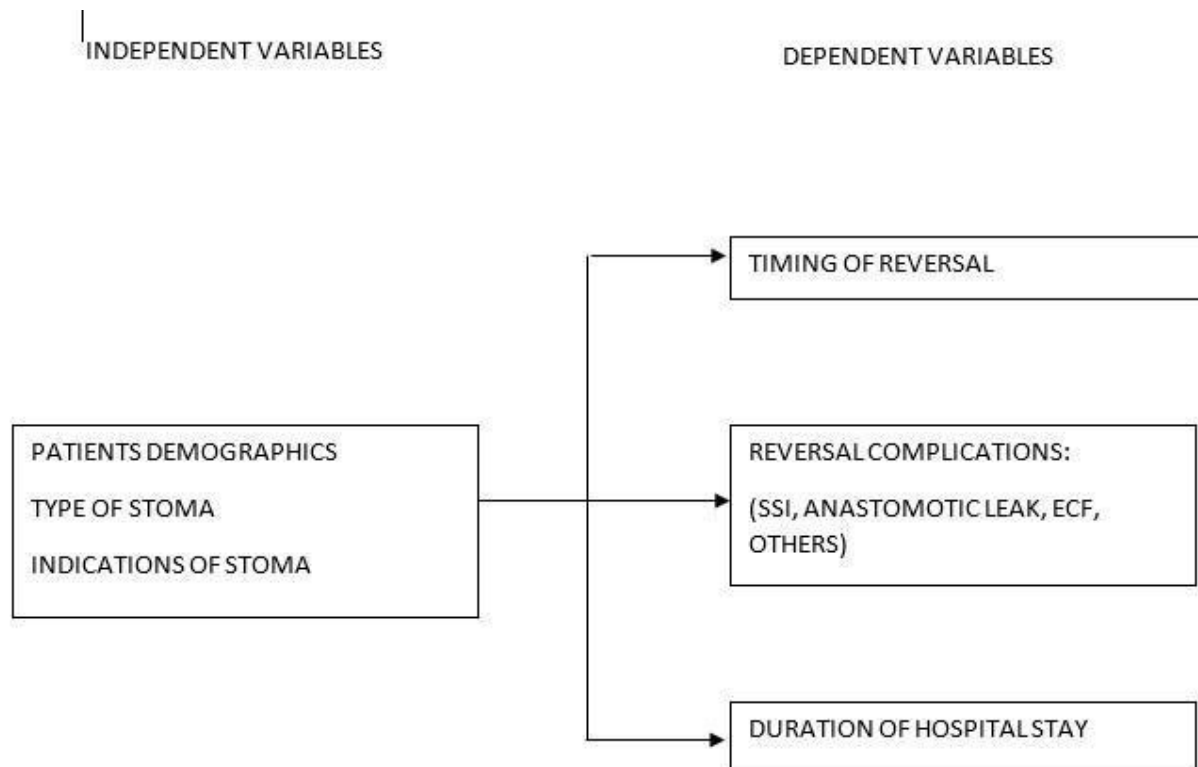 INDEPENDENT VARIABLES
DEPENDENT VARIABLES
TIMING OF REVERSAL
PATIENTS DEMOGRAPHICS
TYPE OF STOMA
INDICATIONS OF STOMA
REVERSAL COMPLICATIONS:
(SSI, ANASTOMOTIC LEAK, ECF,
OTHERS)
DURATION OF HOSPITAL STAY